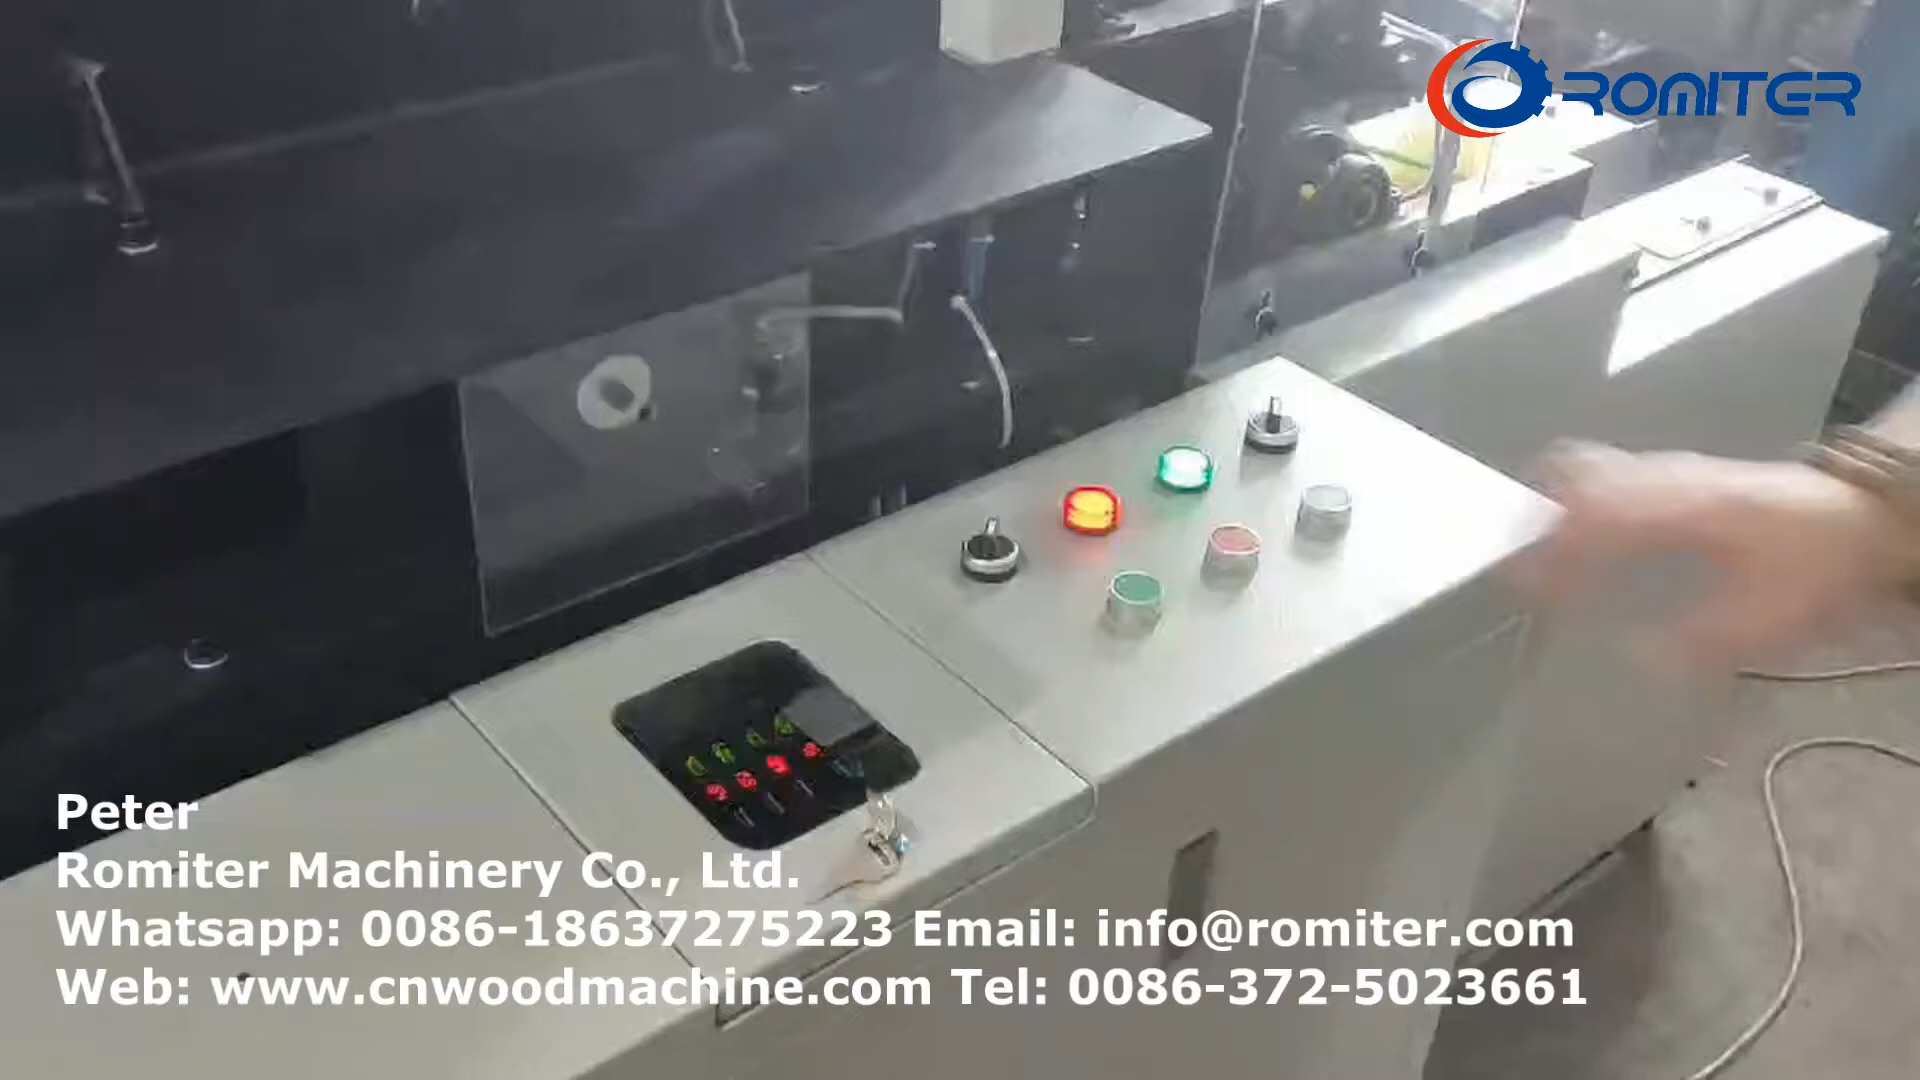 ROMITER
Peter
Romiter Machinery Co., Ltd.
Whatsapp: 0086-18637275223 Email: info@romiter.com
Web: www.cnwoodmachine.com Tel: 0086-372-5023661